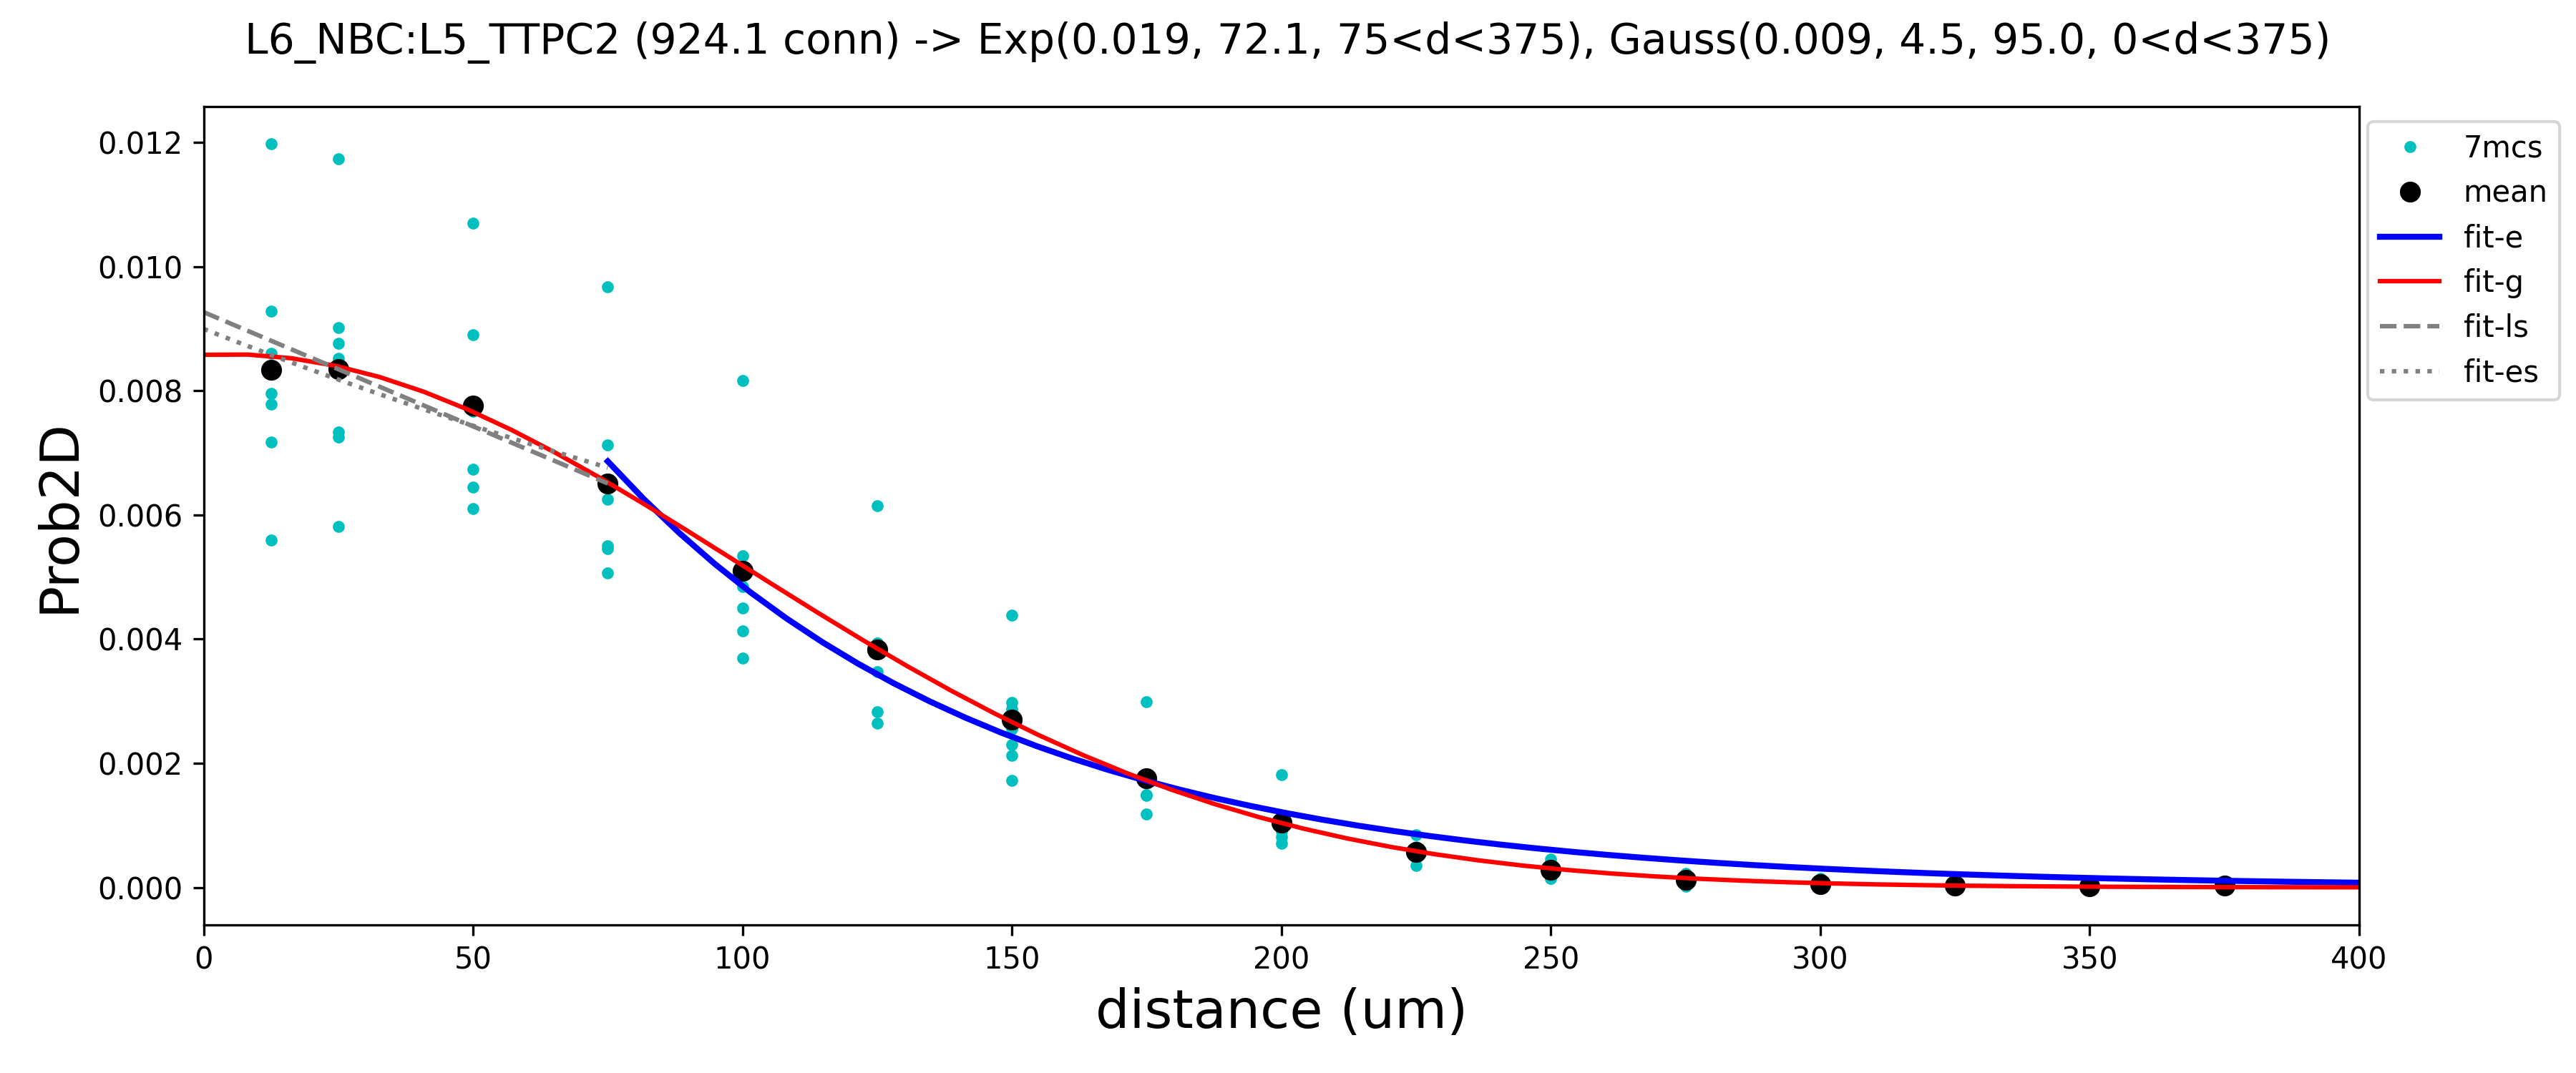 L6_NBC:L5_TTPC2 (924.1 conn) -> Exp(0.019, 72.1, 75<d<375), Gauss(0.009, 4.5, 95.0, 0<d<375)
0.012
0.010
0.008
0.006
0.004
0.002
0.000
Prob2D
0 50 100 150 200 250 300 350 400
distance (um)
7mcs
mean
fit-e
fit-g
fit-ls
fit-es